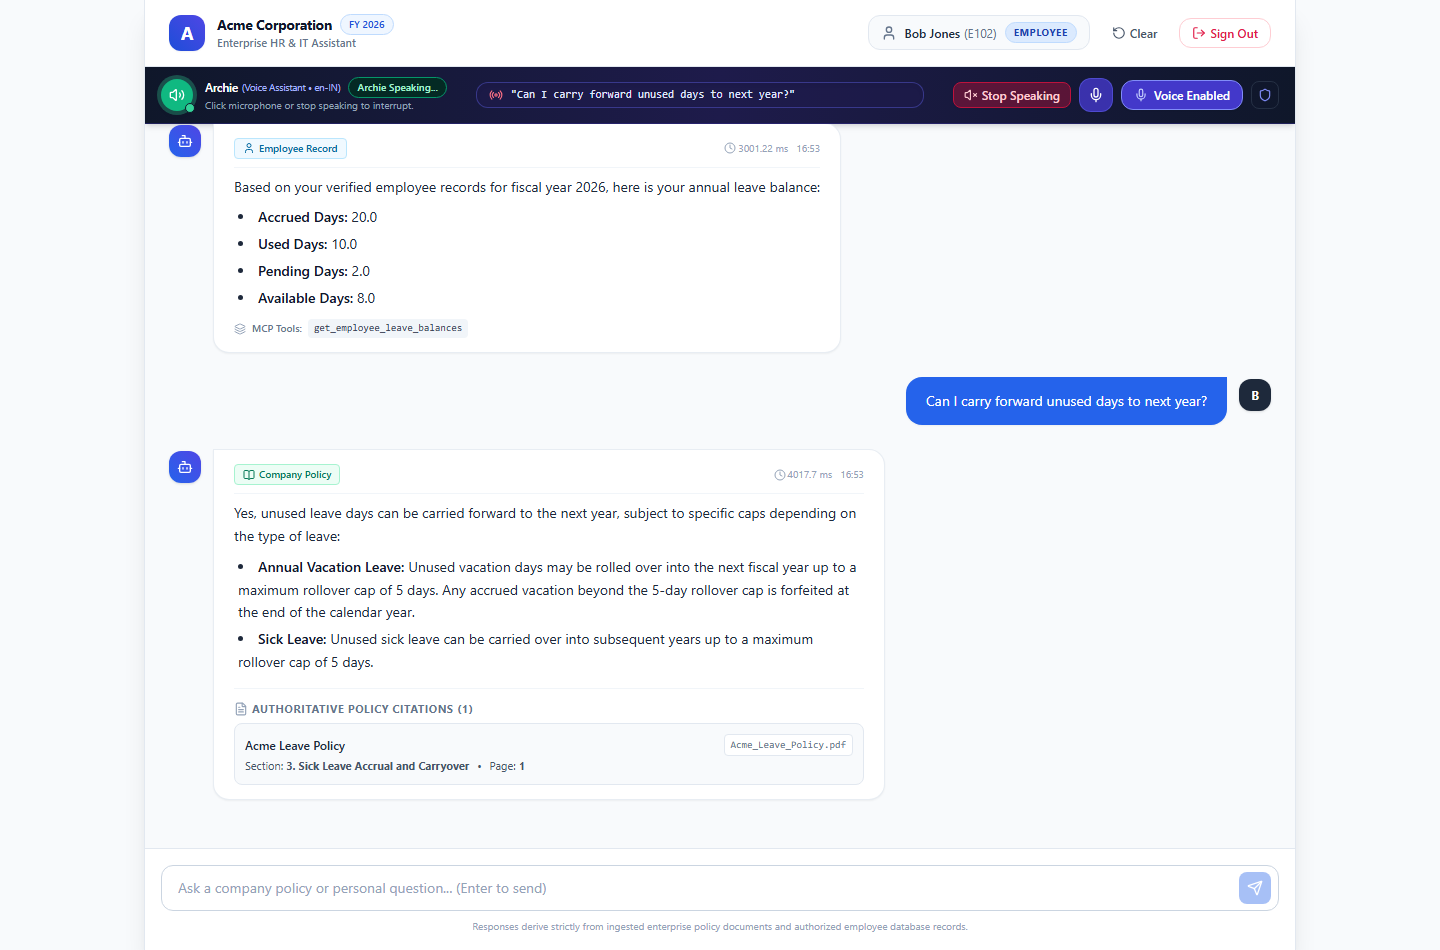 A
Acme Corporation FY 2026
Enterprise HR & IT Assistant
Bob Jones (E102) EMPLOYEE
Clear
Sign Out
Archie (Voice Assistant • en-IN) Archie Speaking...
Click microphone or stop speaking to interrupt.
"Can I carry forward unused days to next year?"
Stop Speaking
Voice Enabled
Employee Record 3001.22 ms 16:53
Based on your verified employee records for fiscal year 2026, here is your annual leave balance:
• Accrued Days: 20.0
• Used Days: 10.0
• Pending Days: 2.0
• Available Days: 8.0
MCP Tools: get_employee_leave_balances
Can I carry forward unused days to next year?
B
Company Policy 4017.7 ms 16:53
Yes, unused leave days can be carried forward to the next year, subject to specific caps depending on
the type of leave:
• Annual Vacation Leave: Unused vacation days may be rolled over into the next fiscal year up to a
maximum rollover cap of 5 days. Any accrued vacation beyond the 5-day rollover cap is forfeited at
the end of the calendar year.
• Sick Leave: Unused sick leave can be carried over into subsequent years up to a maximum
rollover cap of 5 days.
AUTHORITATIVE POLICY CITATIONS (1)
Acme Leave Policy Acme_Leave_Policy.pdf
Section: 3. Sick Leave Accrual and Carryover • Page: 1
Ask a company policy or personal question... (Enter to send)
Responses derive strictly from ingested enterprise policy documents and authorized employee database records.